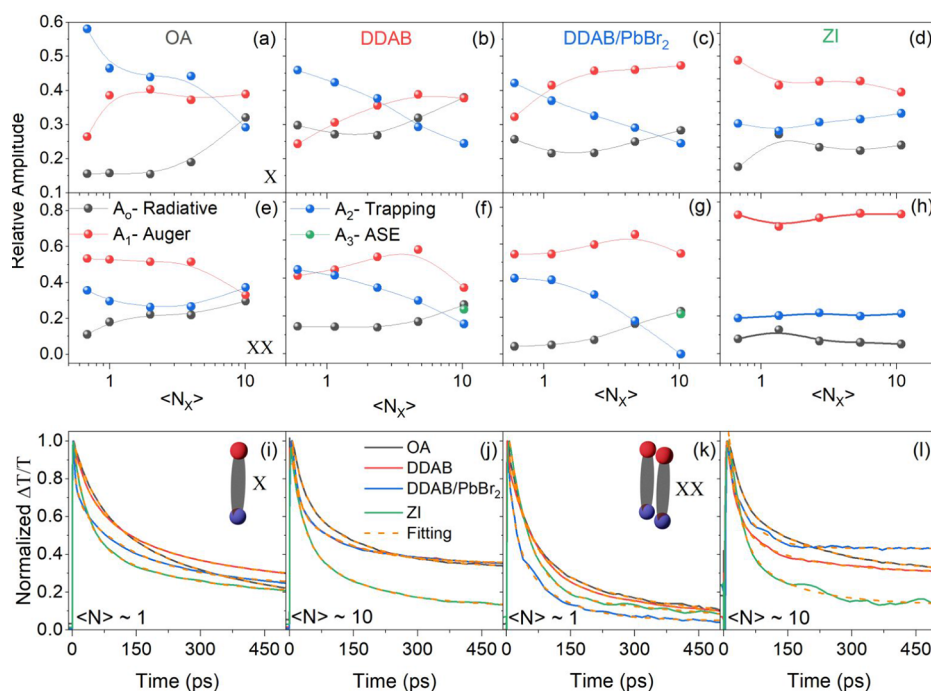 OA (a)
DDAB (b)
DDAB/PbBr₂ (c)
ZI (d)
0.6
0.5
0.4
0.3
0.2
0.1
X
Relative Amplitude
A₀- Radiative (e)
A₁- Auger
A₂- Trapping (f)
A₃- ASE
(g)
(h)
0.8
0.6
0.4
0.2
0.0
XX
1 10
1 10
1 10
1 10
<Nₓ>
<Nₓ>
<Nₓ>
<Nₓ>
(i)
X
(j)
OA
DDAB
DDAB/PbBr₂
ZI
Fitting
(k)
XX
(l)
Normalized ΔT/T
1.0
0.8
0.6
0.4
0.2
0.0
<N> ~ 1
<N> ~ 10
<N> ~ 1
<N> ~ 10
0 150 300 450
0 150 300 450
0 150 300 450
0 150 300 450
Time (ps)
Time (ps)
Time (ps)
Time (ps)